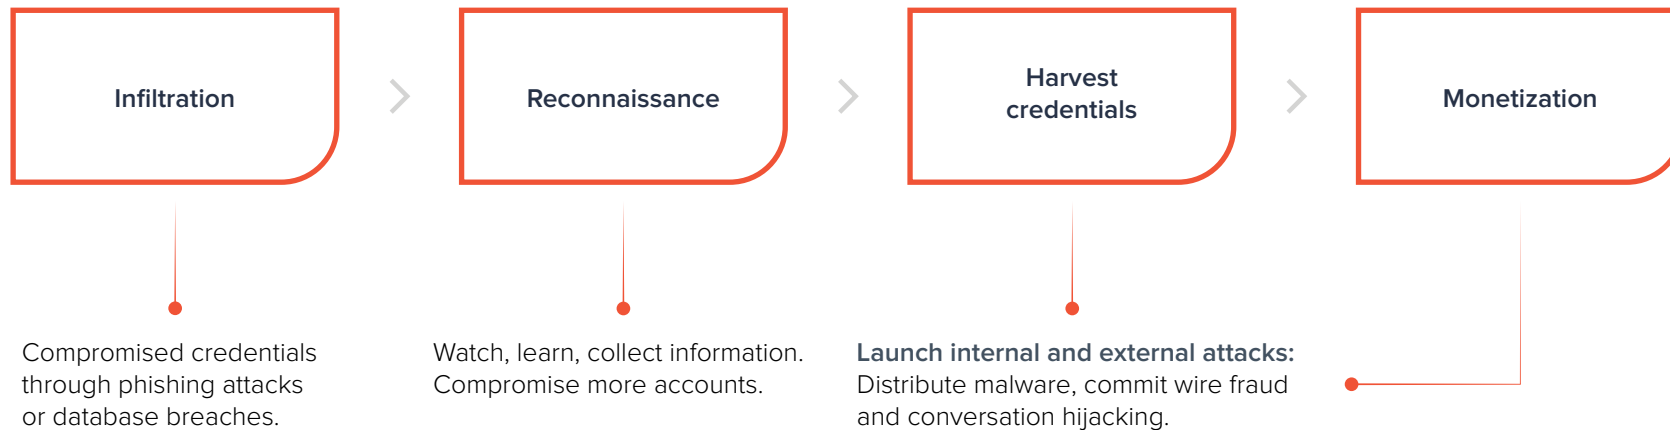 Infiltration
Reconnaissance
Harvest
credentials
Monetization
Compromised credentials
through phishing attacks
or database breaches.
Watch, learn, collect information.
Compromise more accounts.
Launch internal and external attacks:
Distribute malware, commit wire fraud
and conversation hijacking.